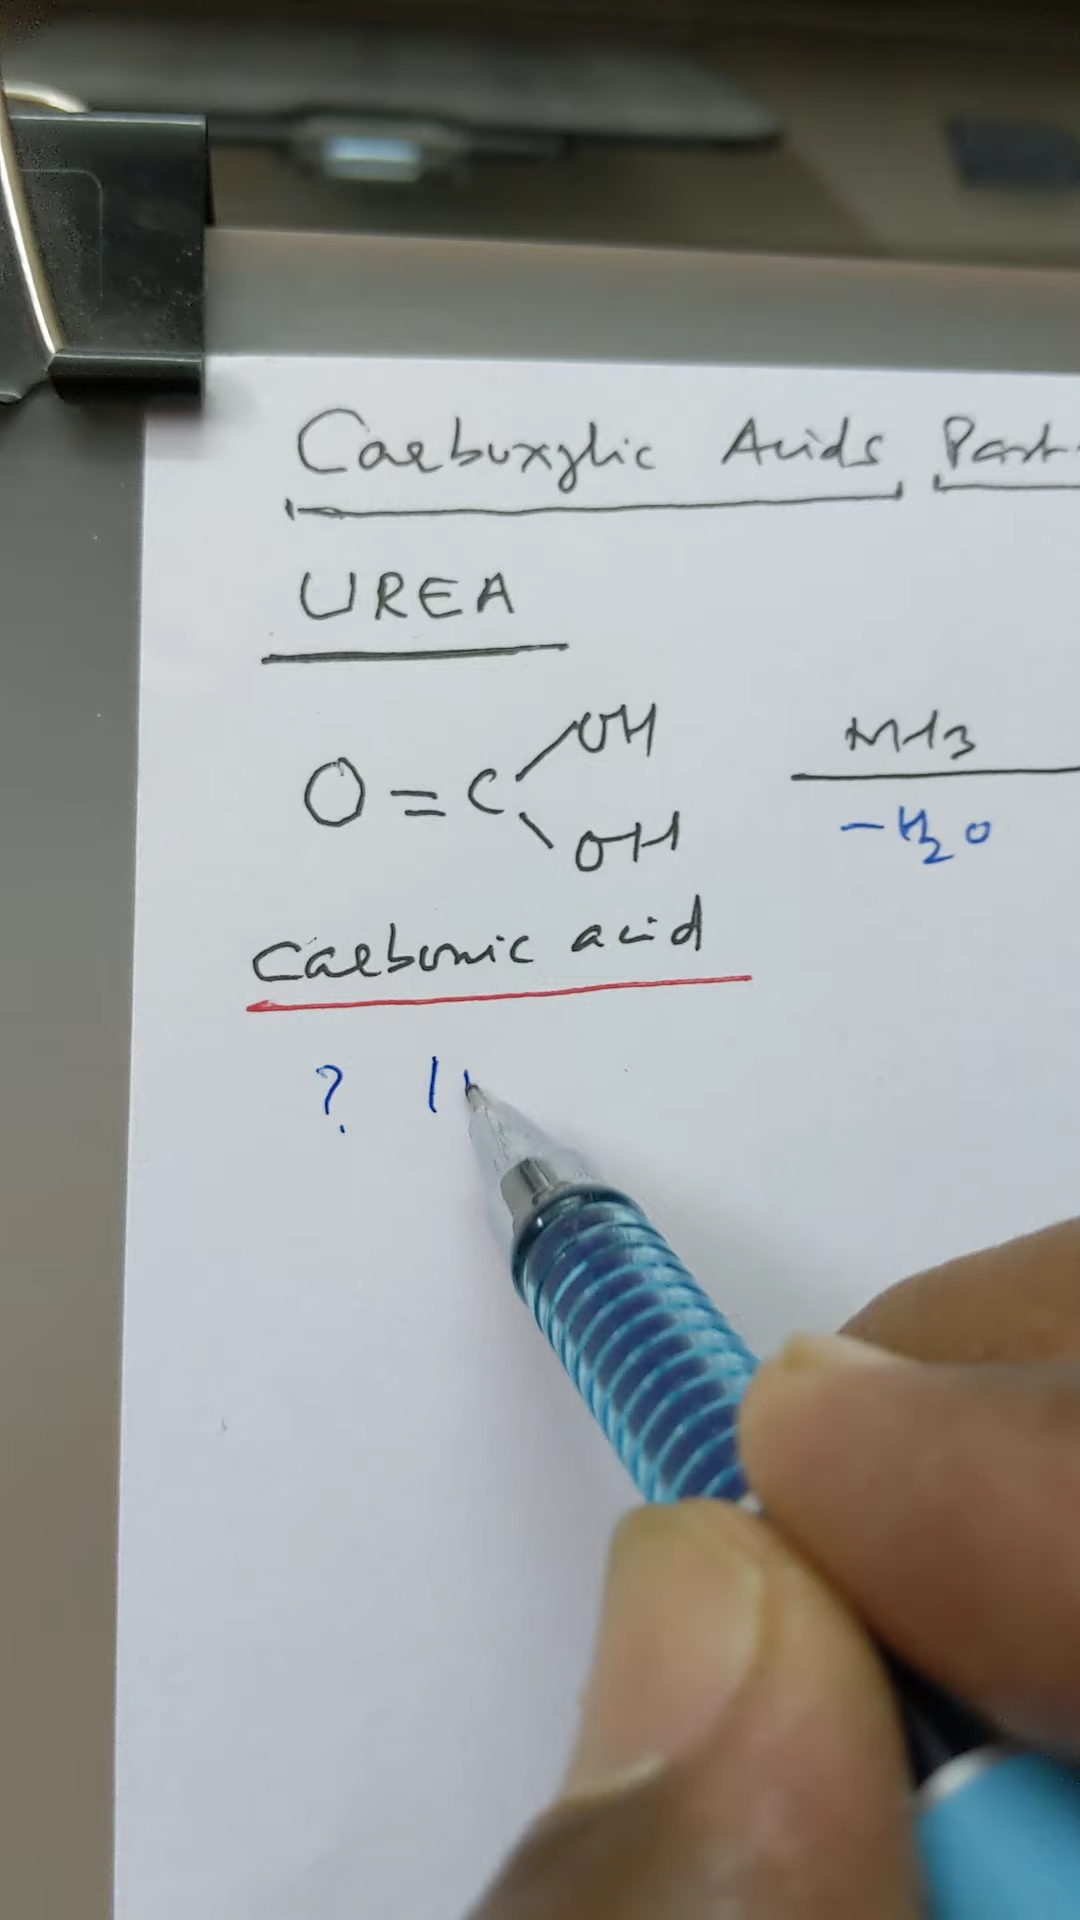 Carboxylic Acids Part-
UREA
O=C
OH
OH
NH3
-H2O
Carbonic acid
?